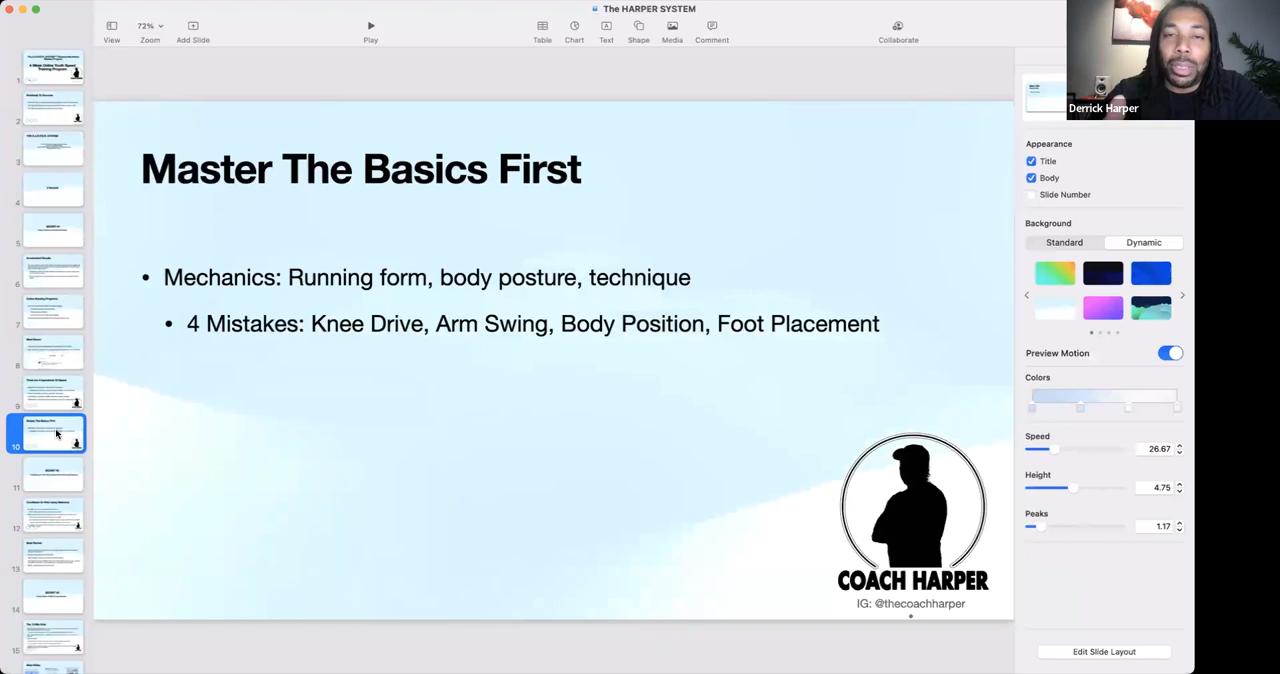 The HARPER SYSTEM
72%
View
Zoom
Add Slide
Play
Table
Chart
Text
Shape
Media
Comment
Collaborate
Derrick Harper
1
2
3
4
5
6
7
8
9
10
11
12
13
14
15
Master The Basics First
• Mechanics: Running form, body posture, technique
• 4 Mistakes: Knee Drive, Arm Swing, Body Position, Foot Placement
COACH HARPER
IG: @thecoachharper
Appearance
Title
Body
Slide Number
Background
Standard
Dynamic
Preview Motion
Colors
Speed
26.67
Height
4.75
Peaks
1.17
Edit Slide Layout